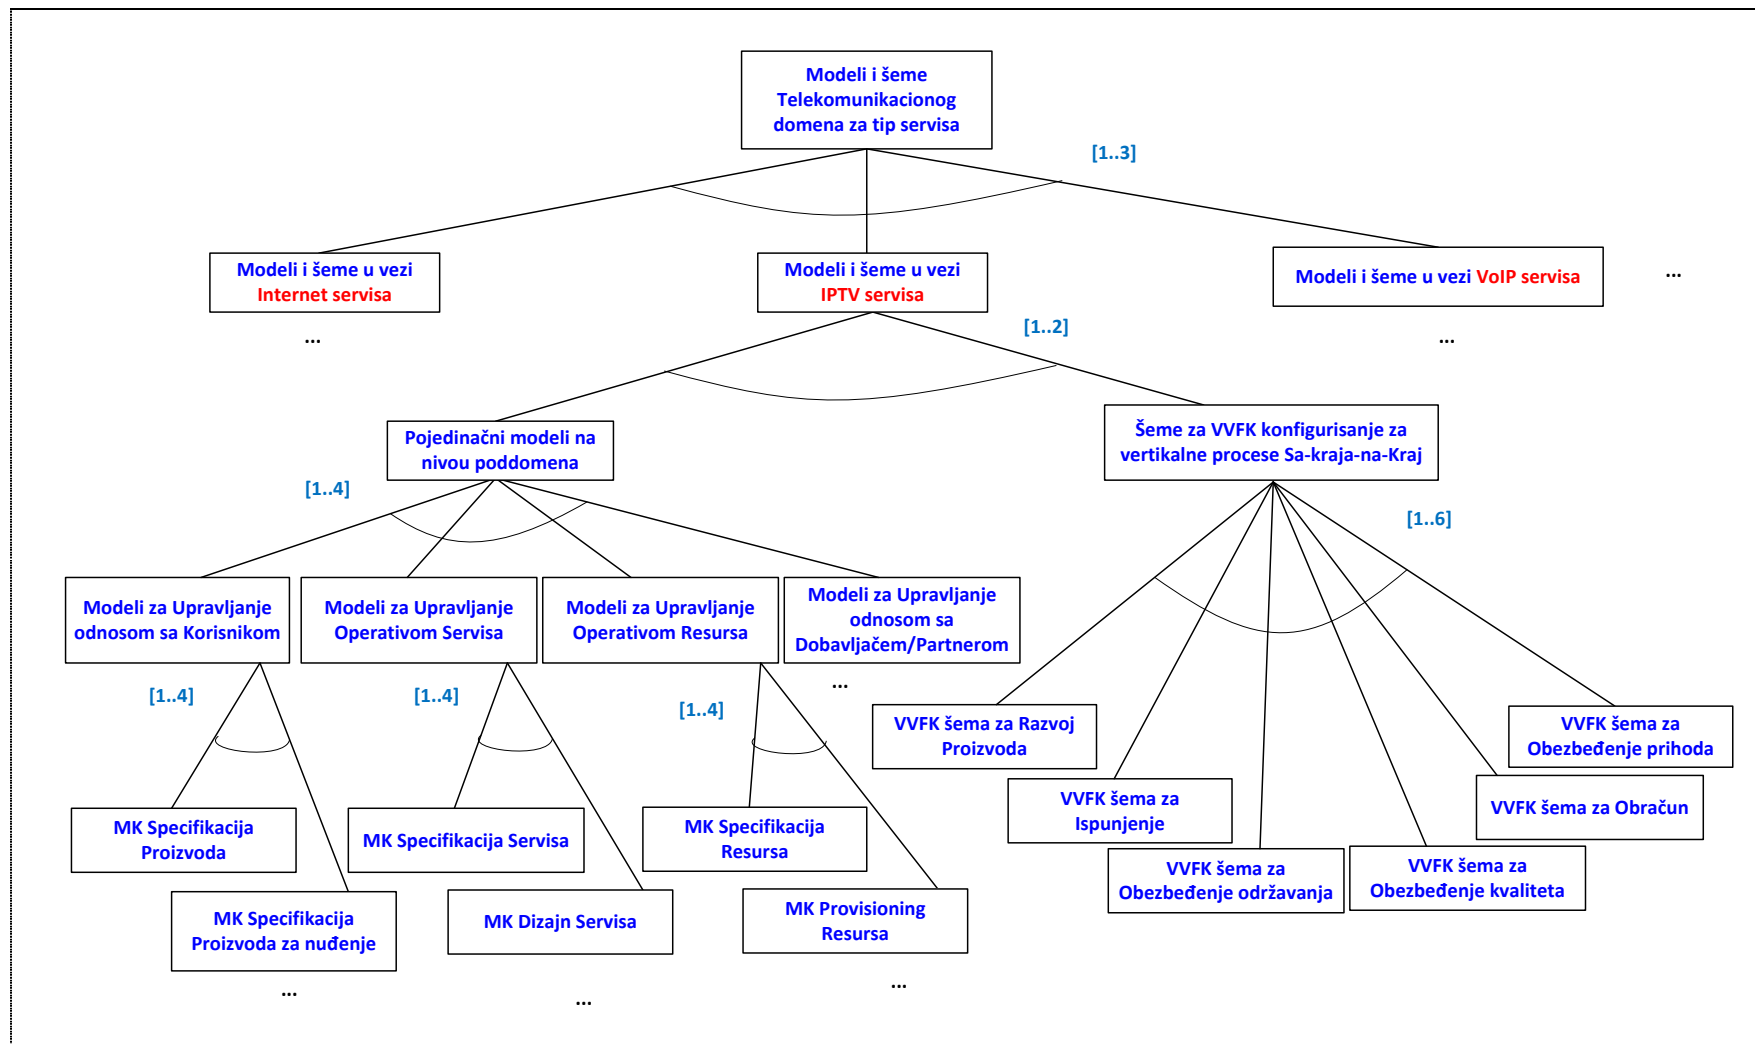 Modeli i šeme
Telekomunikacionog
domena za tip servisa
[1..3]
Modeli i šeme u vezi
Internet servisa
...
Modeli i šeme u vezi
IPTV servisa
Modeli i šeme u vezi VoIP servisa
...
...
[1..2]
Pojedinačni modeli na
nivou poddomena
Šeme za VVFK konfigurisanje za
vertikalne procese Sa-kraja-na-Kraj
[1..4]
[1..6]
Modeli za Upravljanje
odnosom sa Korisnikom
Modeli za Upravljanje
Operativom Servisa
Modeli za Upravljanje
Operativom Resursa
Modeli za Upravljanje
odnosom sa
Dobavljačem/Partnerom
...
[1..4]
[1..4]
[1..4]
VVFK šema za Razvoj
Proizvoda
VVFK šema za
Obezbeđenje prihoda
VVFK šema za
Ispunjenje
VVFK šema za Obračun
MK Specifikacija
Proizvoda
MK Specifikacija Servisa
MK Specifikacija
Resursa
VVFK šema za
Obezbeđenje održavanja
VVFK šema za
Obezbeđenje kvaliteta
MK Specifikacija
Proizvoda za nuđenje
...
MK Dizajn Servisa
...
MK Provisioning
Resursa
...